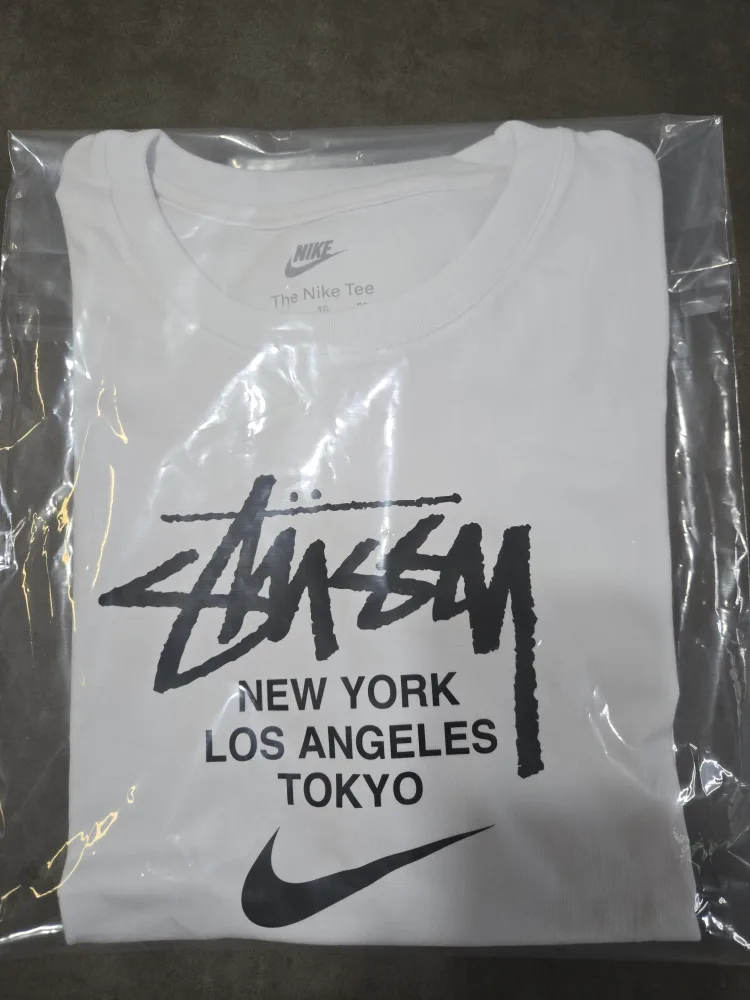 NIKE
The Nike Tee
Stüssy
NEW YORK
LOS ANGELES
TOKYO